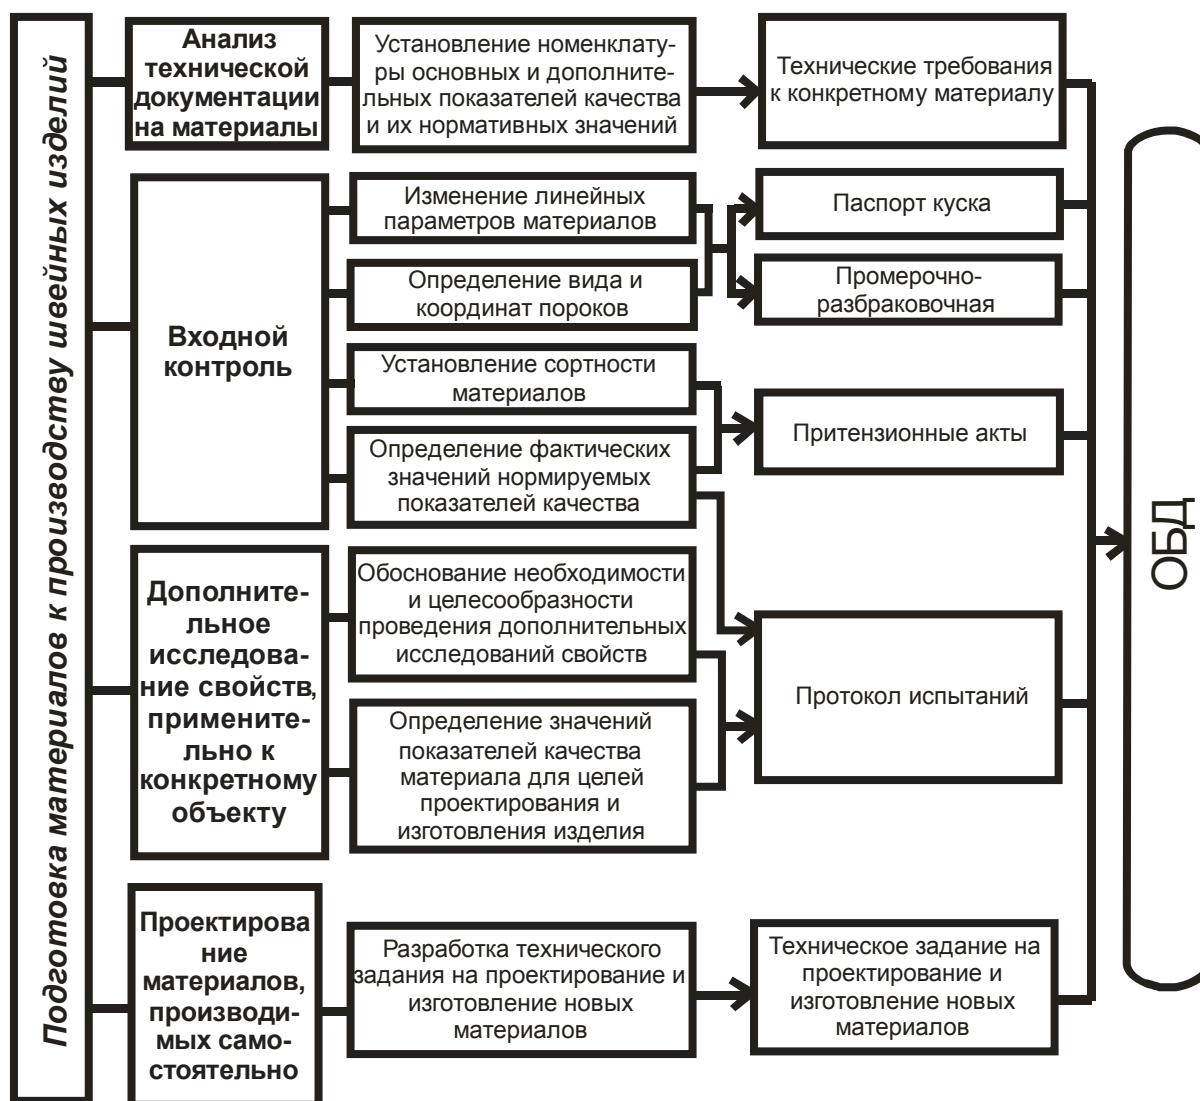 Подготовка материалов к производству швейных изделий
Анализ
технической
документации
на материалы
Установление номенклату-
ры основных и дополните-
льных показателей качества
и их нормативных значений
Технические требования
к конкретному материалу
Входной
контроль
Изменение линейных
параметров материалов
Определение вида и
координат пороков
Установление сортности
материалов
Определение фактических
значений нормируемых
показателей качества
Паспорт куска
Промерочно-
разбраковочная
Притензионные акты
Дополните-
льное
исследова-
ние свойств,
примените-
льно к
конкретному
объекту
Обоснование необходимости
и целесообразности
проведения дополнительных
исследований свойств
Определение значений
показателей качества
материала для целей
проектирования и
изготовления изделия
Протокол испытаний
Проектирова
ние
материалов,
производи-
мых само-
стоятельно
Разработка технического
задания на проектирование и
изготовление новых
материалов
Техническое задание на
проектирование и
изготовление новых
материалов
ОБД